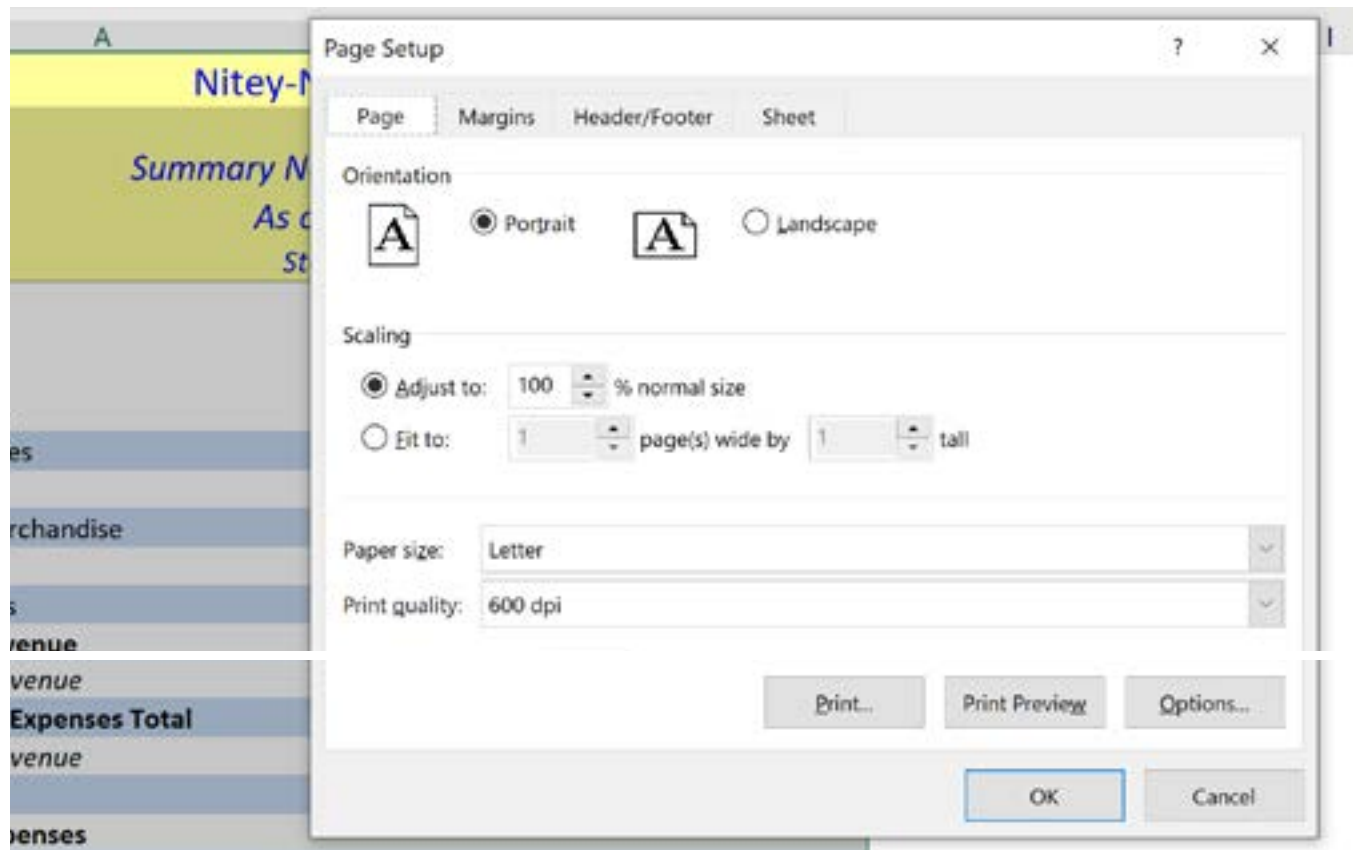 A
I
Nitey-N
Summary N
As o
St
es
rchandise
s
venue
venue
Expenses Total
venue
penses
Page Setup ? ×
Page Margins Header/Footer Sheet
Orientation
A Portrait A Landscape
Scaling
Adjust to: 100 % normal size
Fit to: 1 page(s) wide by 1 tall
Paper size: Letter
Print quality: 600 dpi
Print... Print Preview Options...
OK Cancel